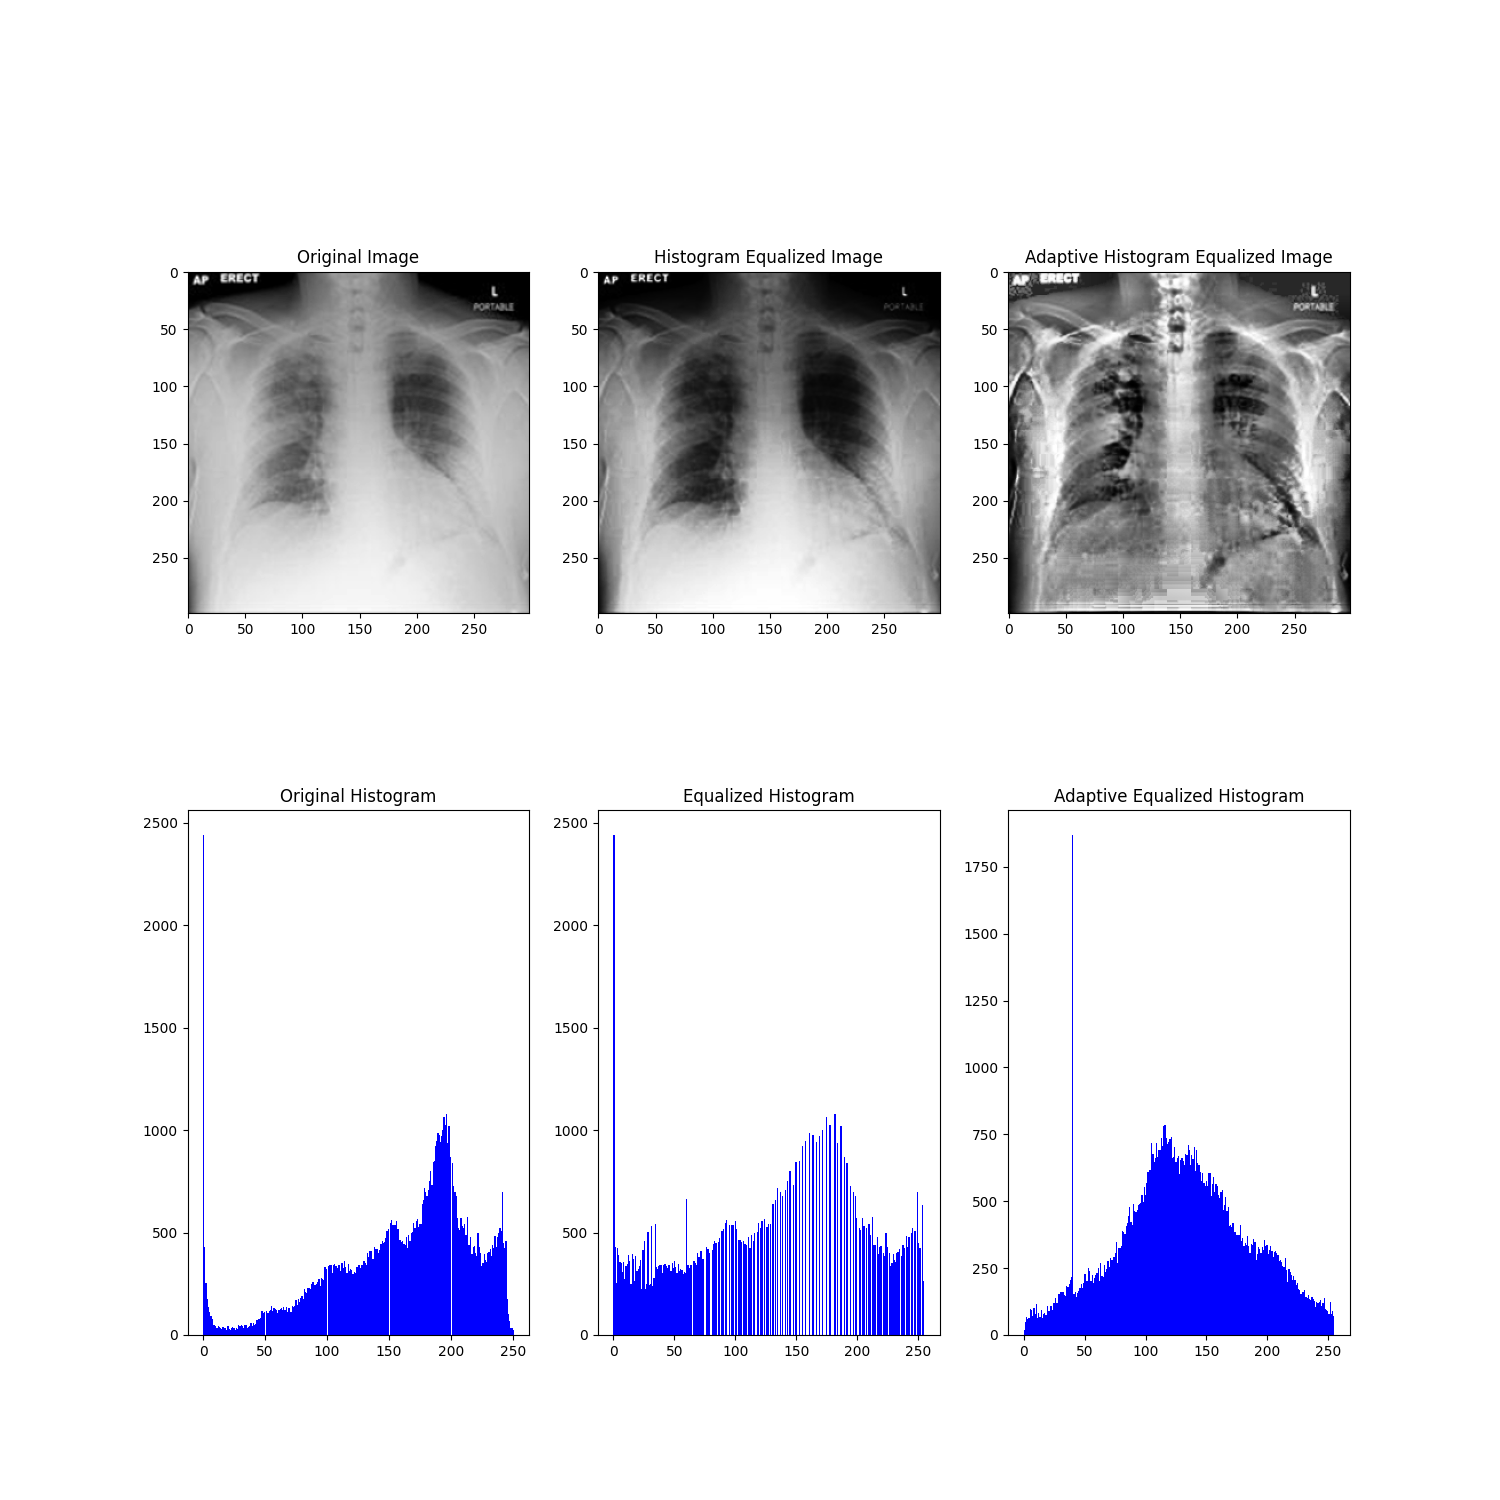 Original Image
Histogram Equalized Image
Adaptive Histogram Equalized Image
AP ERECT
L
PORTABLE
AP ERECT
L
PORTABLE
AP ERECT
L
PORTABLE
0
50
100
150
200
250
0 50 100 150 200 250
0
50
100
150
200
250
0 50 100 150 200 250
0
50
100
150
200
250
0 50 100 150 200 250
Original Histogram
2500
2000
1500
1000
500
0
0 50 100 150 200 250
Equalized Histogram
2500
2000
1500
1000
500
0
0 50 100 150 200 250
Adaptive Equalized Histogram
1750
1500
1250
1000
750
500
250
0
0 50 100 150 200 250